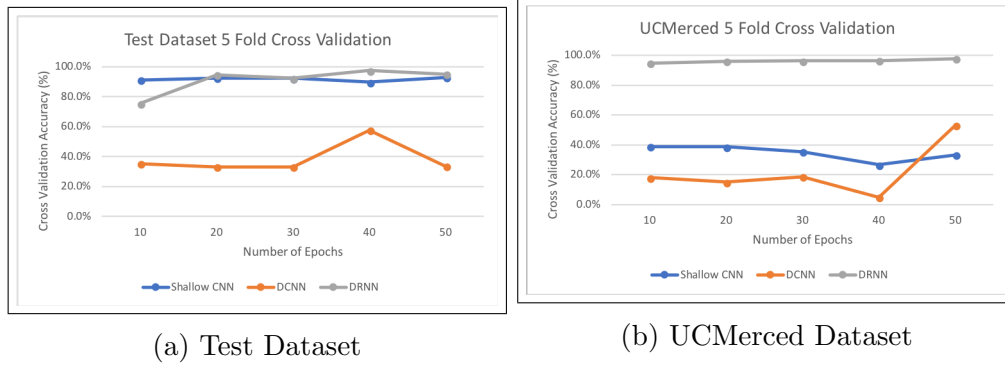 Test Dataset 5 Fold Cross Validation
Cross Validation Accuracy (%)
100.0%
80.0%
60.0%
40.0%
20.0%
0.0%
10 20 30 40 50
Number of Epochs
Shallow CNN DCNN DRNN
(a) Test Dataset
UCMerced 5 Fold Cross Validation
Cross Validation Accuracy (%)
100.0%
80.0%
60.0%
40.0%
20.0%
0.0%
10 20 30 40 50
Number of Epochs
Shallow CNN DCNN DRNN
(b) UCMerced Dataset